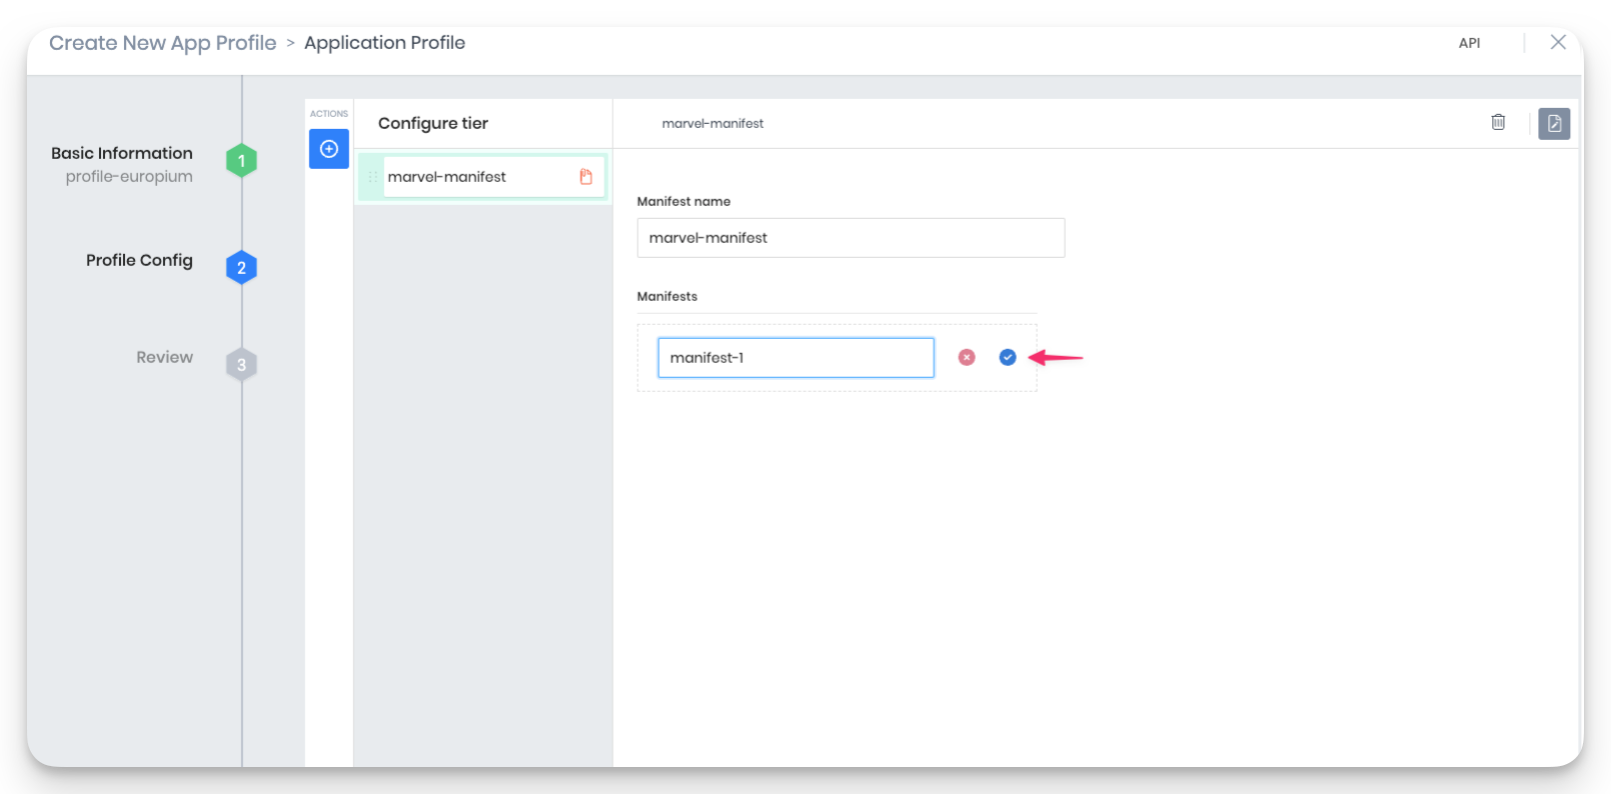 Create New App Profile > Application Profile
API
Basic Information
profile-europium
1
Profile Config
2
Review
3
ACTIONS
Configure tier
marvel-manifest
marvel-manifest
Manifest name
marvel-manifest
Manifests
manifest-1